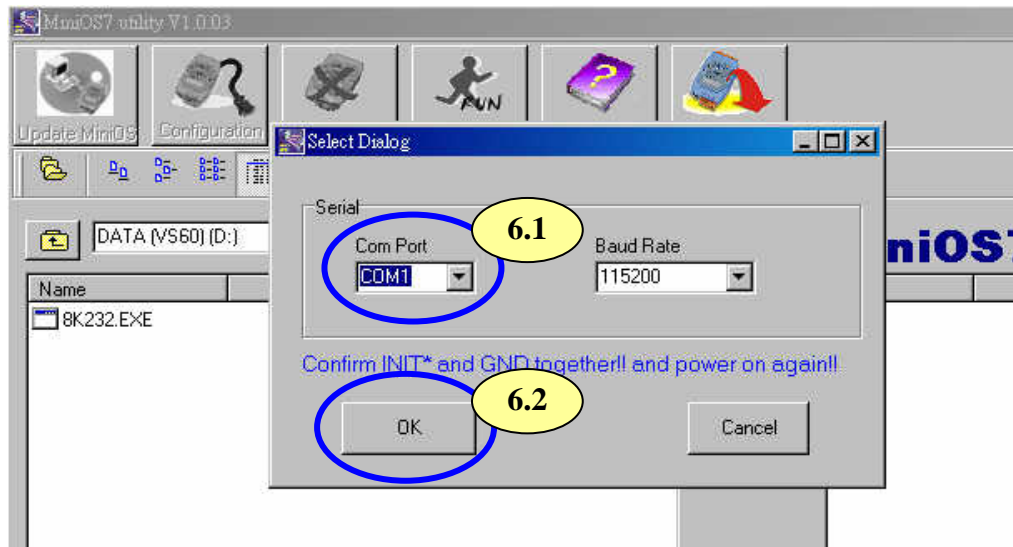 MiniOS7 utility V1.0.03
RUN
?
Update MiniOS
Configuration
Select Dialog
DATA (VS60) (D:)
Serial
6.1
Com Port
Baud Rate
COM1
115200
niOS7
Name
8K232.EXE
Confirm INIT* and GND together!! and power on again!!
6.2
OK
Cancel